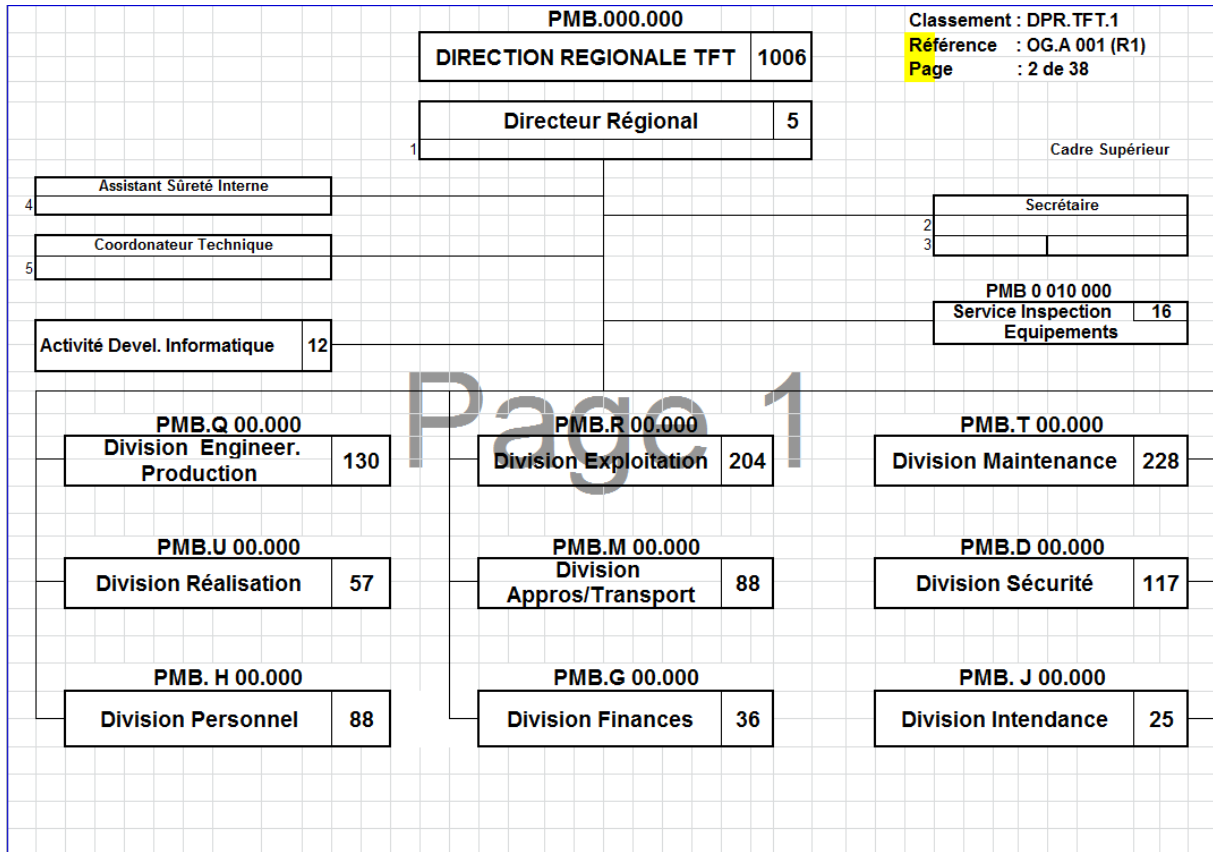 PMB.000.000
DIRECTION REGIONALE TFT 1006
Classement : DPR.TFT.1
Référence : OG.A 001 (R1)
Page : 2 de 38
Directeur Régional 5
1
Cadre Supérieur
Assistant Sûreté Interne
4
Secrétaire
2
3
Coordonateur Technique
5
PMB 0 010 000
Service Inspection 16
Equipements
Activité Devel. Informatique 12
Page 1
PMB.Q 00.000
Division Engineer.
Production
130
PMB.R 00.000
Division Exploitation 204
PMB.T 00.000
Division Maintenance 228
PMB.U 00.000
Division Réalisation 57
PMB.M 00.000
Division
Appros/Transport
88
PMB.D 00.000
Division Sécurité 117
PMB. H 00.000
Division Personnel 88
PMB.G 00.000
Division Finances 36
PMB. J 00.000
Division Intendance 25